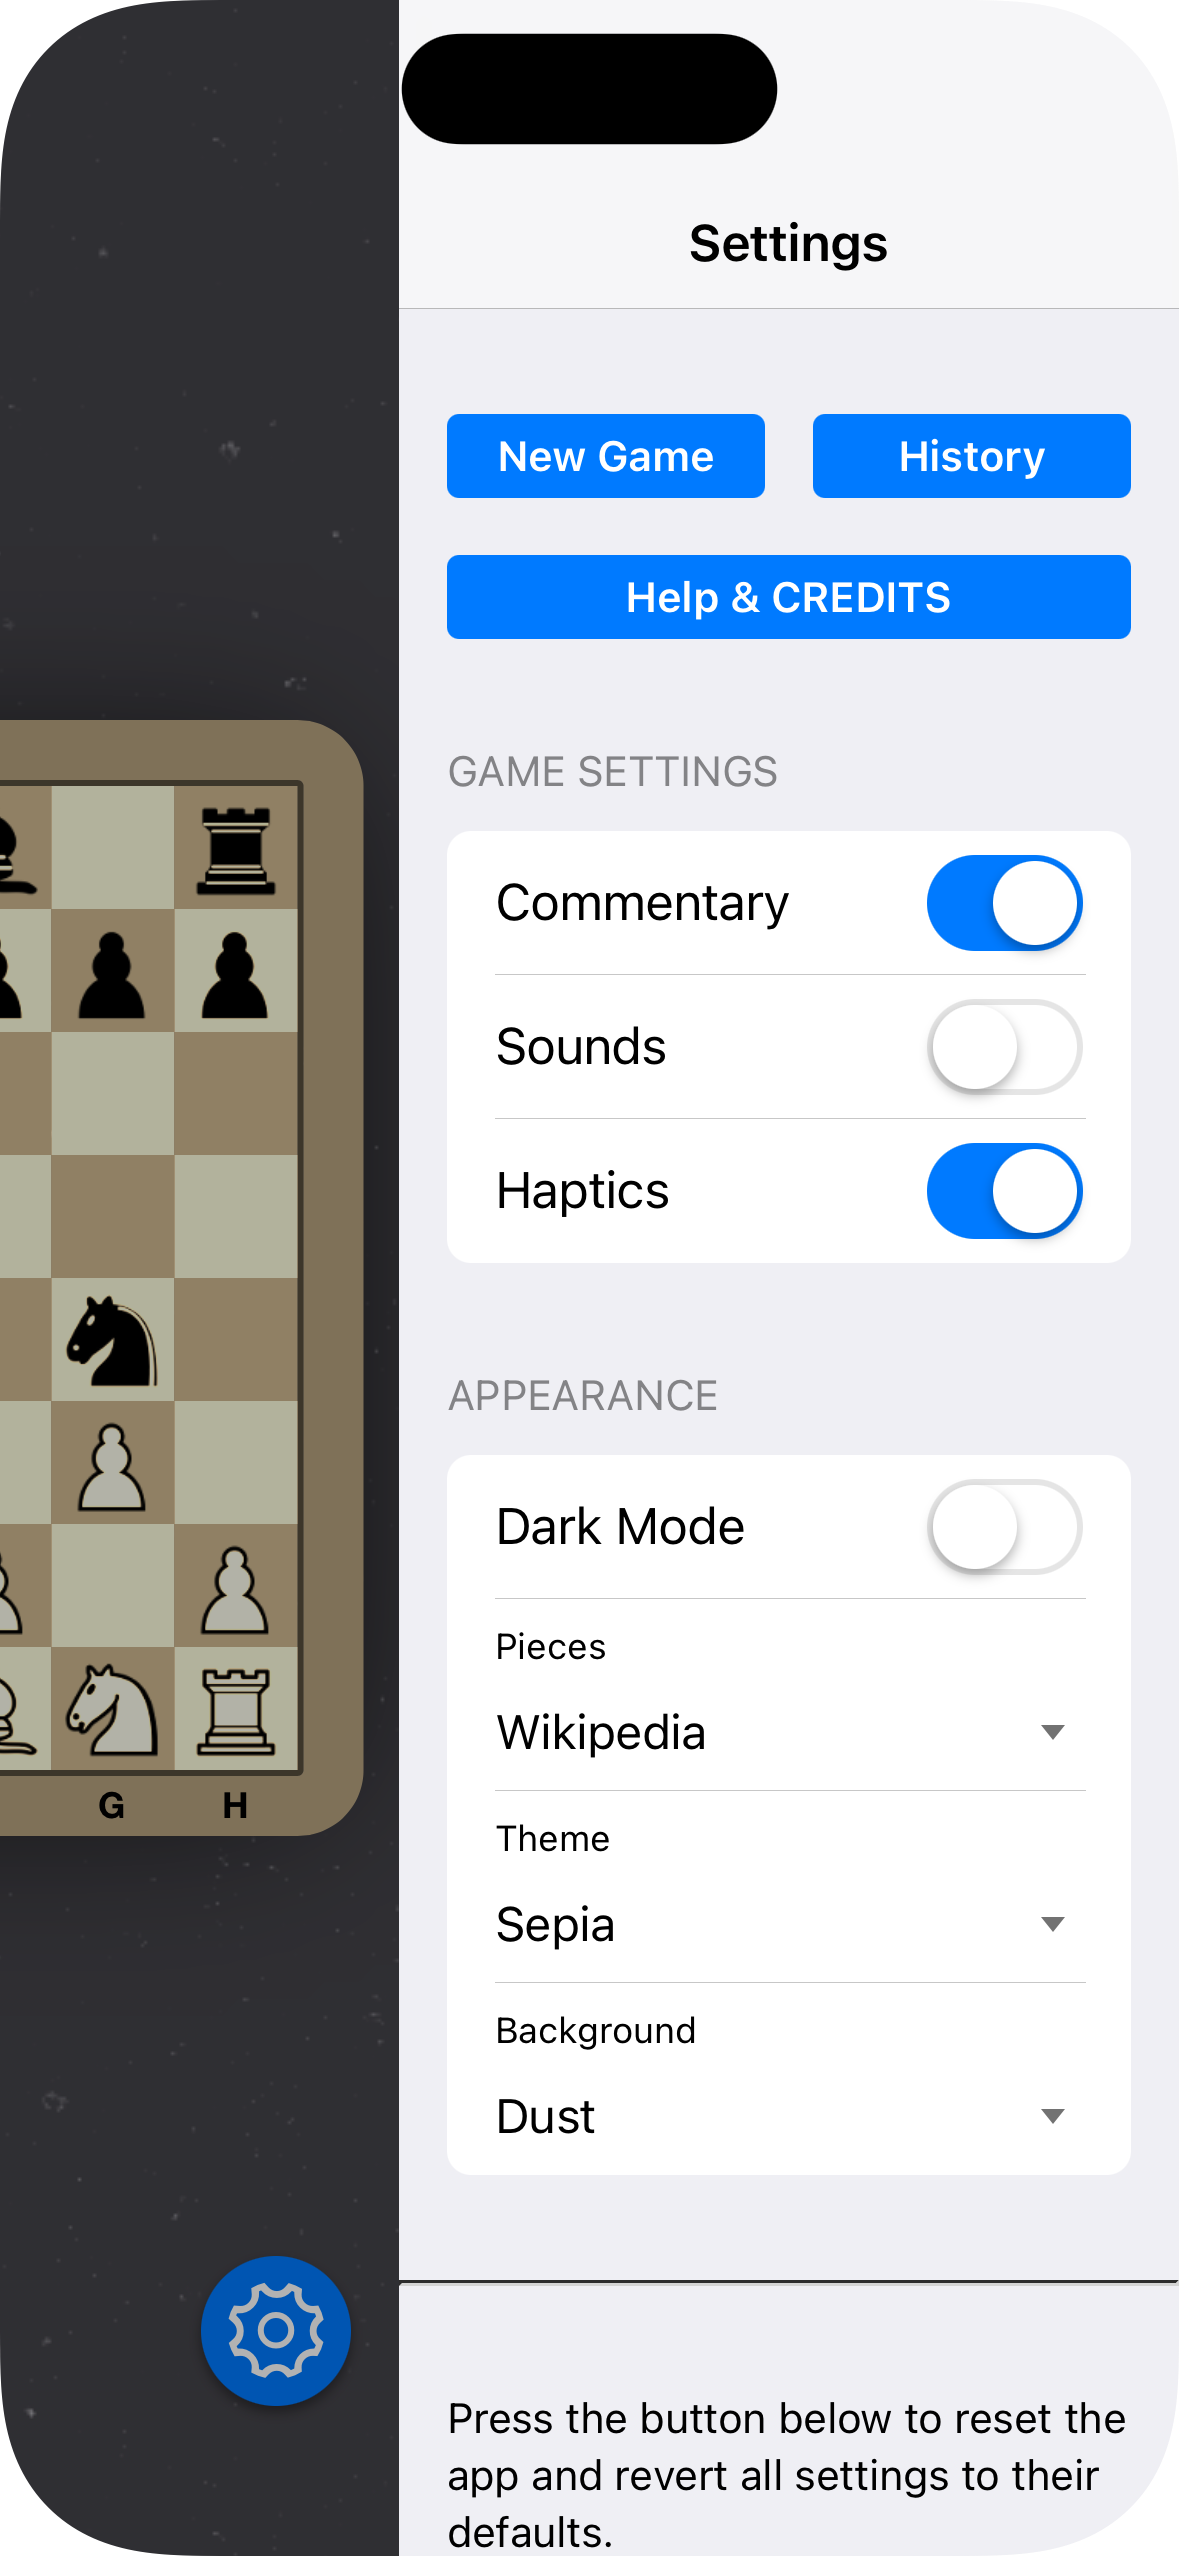 Settings
New Game
History
Help & CREDITS
GAME SETTINGS
Commentary
Sounds
Haptics
APPEARANCE
Dark Mode
Pieces
Wikipedia
Theme
Sepia
Background
Dust
Press the button below to reset the
app and revert all settings to their
defaults.
G H